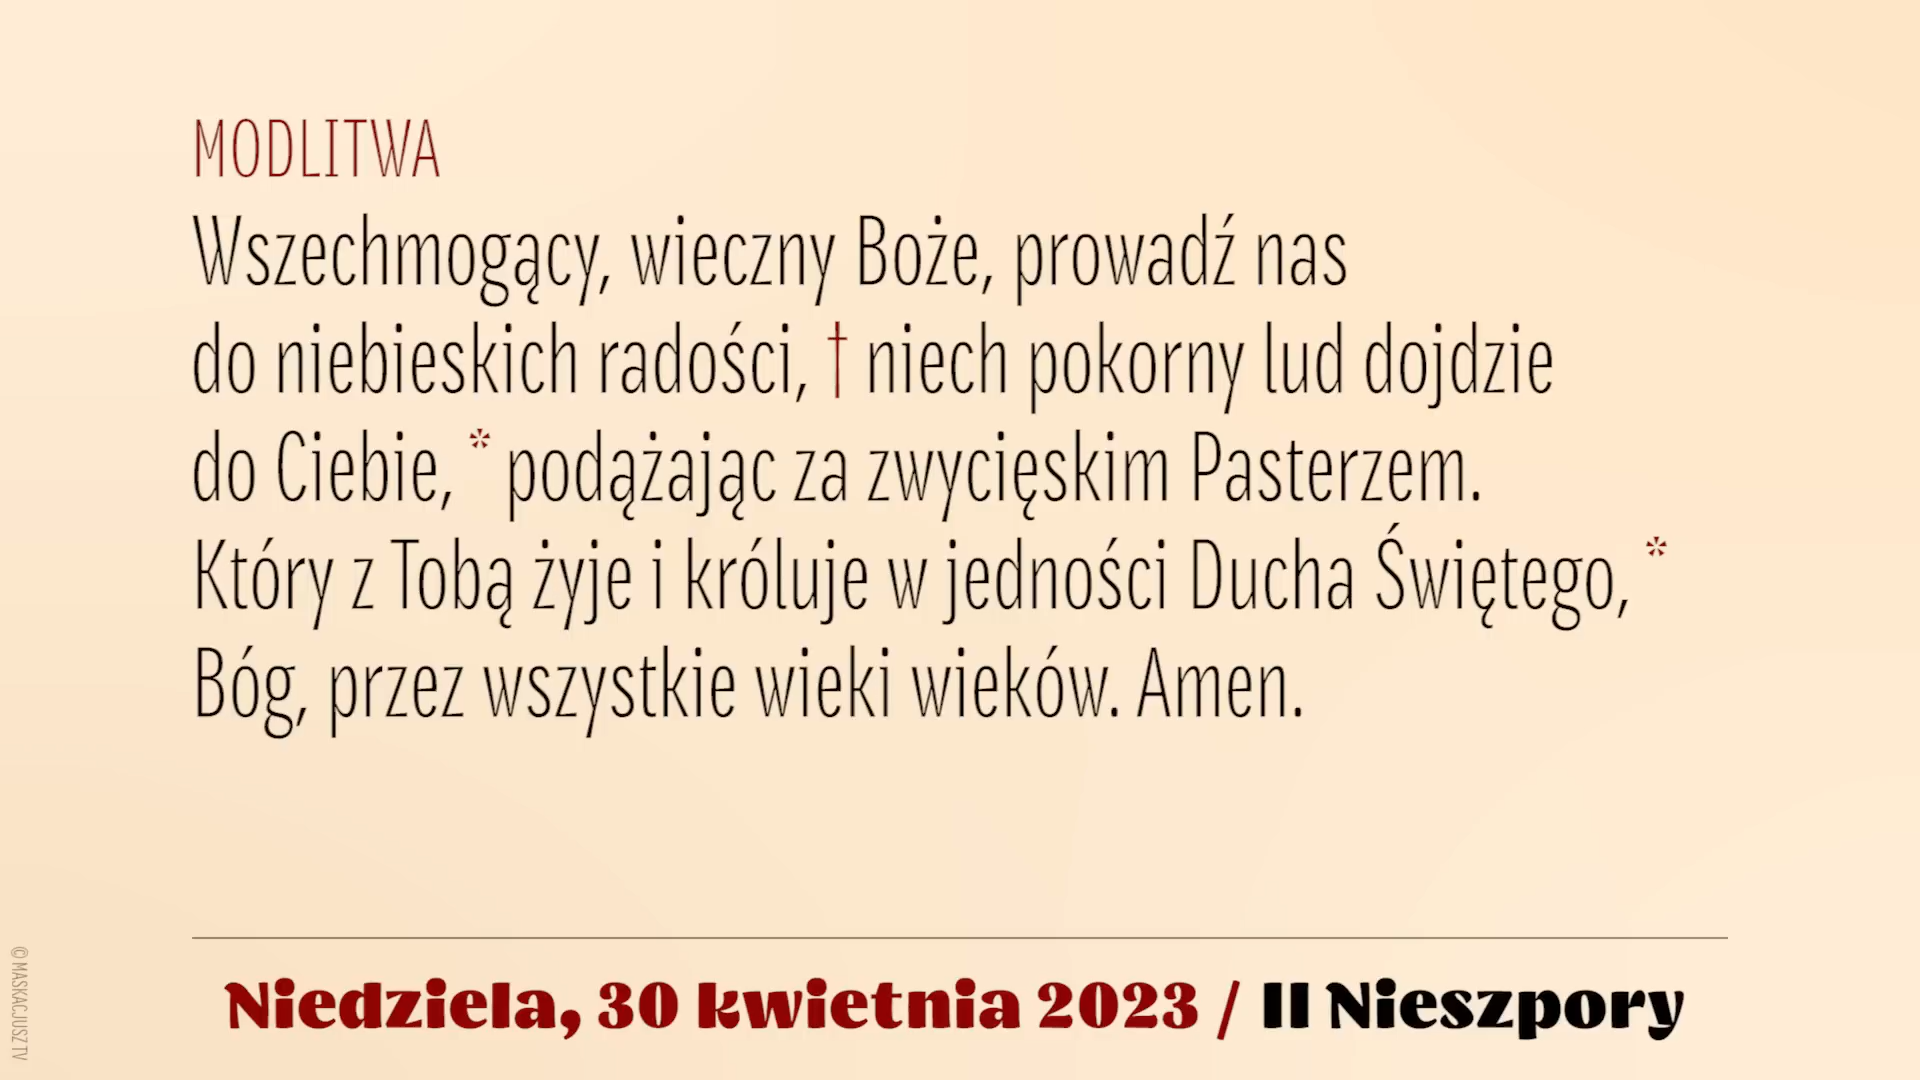 MODLITWA
Wszechmogący, wieczny Boże, prowadź nas
do niebieskich radości, † niech pokorny lud dojdzie
do Ciebie, * podążając za zwycięskim Pasterzem.
Który z Tobą żyje i króluje w jedności Ducha Świętego, *
Bóg, przez wszystkie wieki wieków. Amen.
Niedziela, 30 kwietnia 2023 / II Nieszpory
© MASKACJUSZ TV